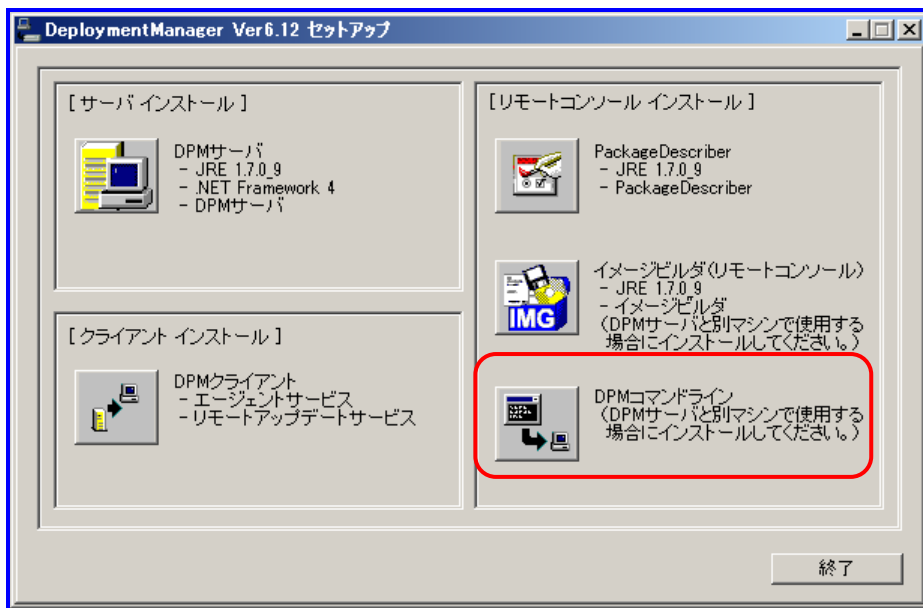 DeploymentManager Ver6.12 セットアップ
[ サーバ インストール ]
DPMサーバ
- JRE 1.7.0_9
- .NET Framework 4
- DPMサーバ
[ クライアント インストール ]
DPMクライアント
- エージェントサービス
- リモートアップデートサービス
[リモートコンソール インストール ]
PackageDescriber
- JRE 1.7.0_9
- PackageDescriber
IMG
イメージビルダ(リモートコンソール)
- JRE 1.7.0_9
- イメージビルダ
(DPMサーバと別マシンで使用する
場合にインストールしてください。)
DPMコマンドライン
(DPMサーバと別マシンで使用する
場合にインストールしてください。)
終了